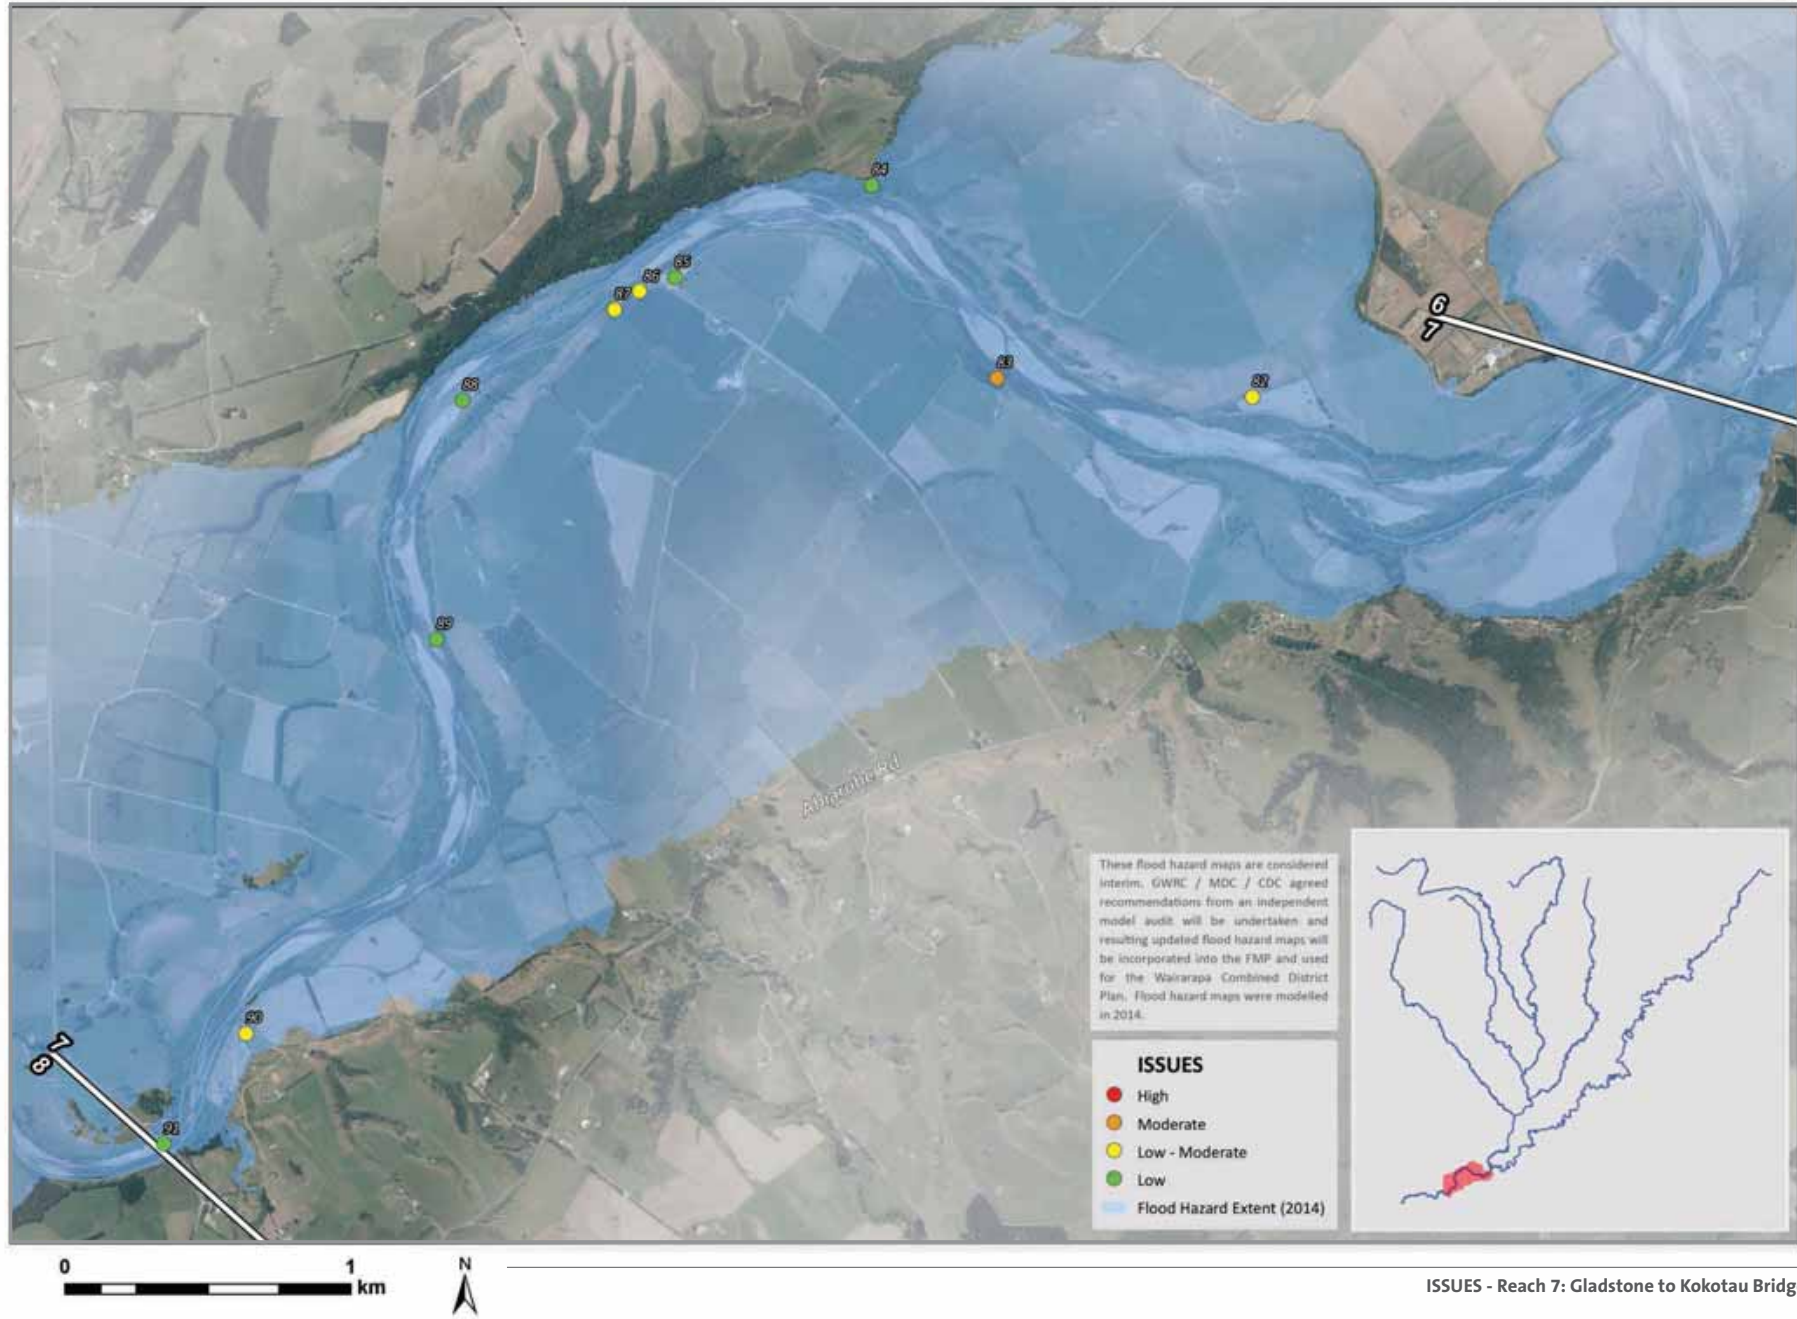 84
85
86
87
6
7
88
83
82
89
These flood hazard maps are considered
interim. GWRC / MDC / CDC agreed
recommendations from an independent
model audit will be undertaken and
resulting updated flood hazard maps will
be incorporated into the FMP and used
for the Wairarapa Combined District
Plan. Flood hazard maps were modelled
in 2014.
90
7
8
91
ISSUES
High
Moderate
Low - Moderate
Low
Flood Hazard Extent (2014)
0 1
km
N
ISSUES - Reach 7: Gladstone to Kokotau Bridg